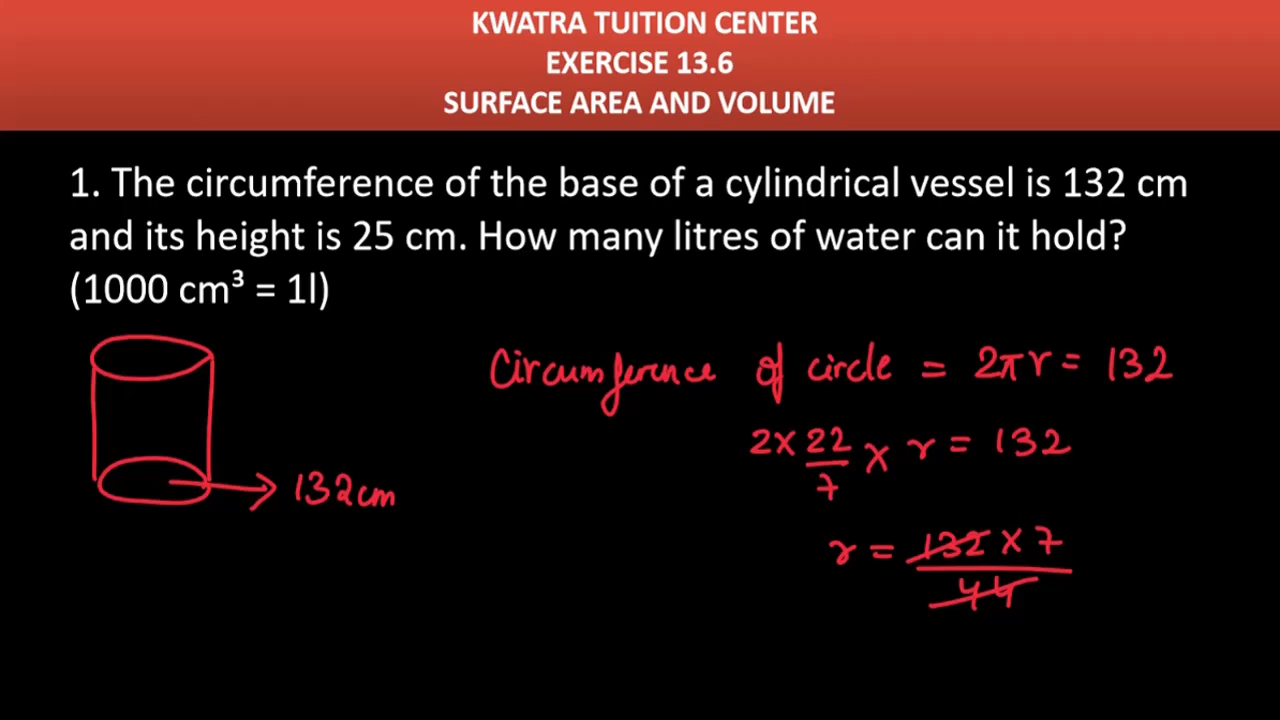 KWATRA TUITION CENTER
EXERCISE 13.6
SURFACE AREA AND VOLUME
1. The circumference of the base of a cylindrical vessel is 132 cm
and its height is 25 cm. How many litres of water can it hold?
(1000 cm³ = 1l)
Circumference of circle = 2πr = 132
2 × 22/7 × r = 132
r = 132 × 7 / 44
132cm